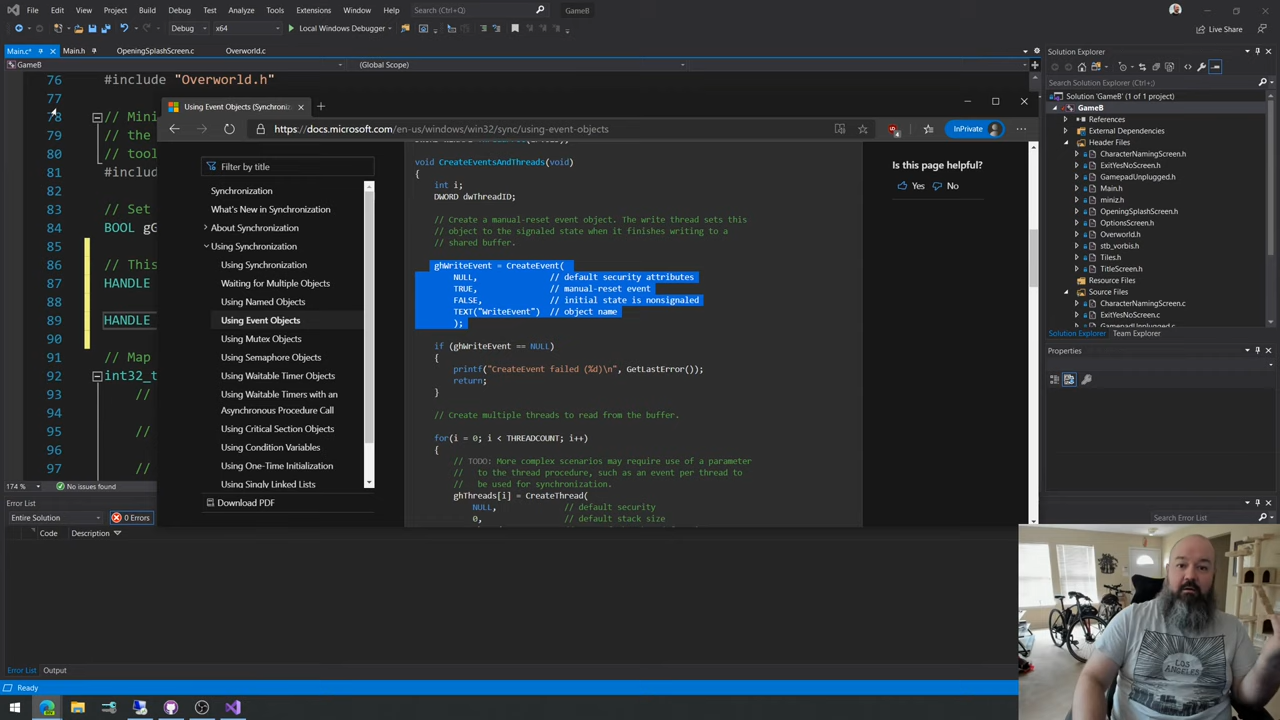 File Edit View Git Project Build Debug Test Analyze Tools Extensions Window Help Search (Ctrl+Q) GameB
Debug x64 Local Windows Debugger Live Share
Main.c* Main.h OpeningSplashScreen.c Overworld.c
GameB (Global Scope)
76 #include "Overworld.h"
77
78 // Mini
79 // the
80 // tool
81 #inclu
82
83 // Set
84 BOOL gG
85
86 // This
87 HANDLE
88
89 HANDLE
90
91 // Map
92 int32_t
93 //
94
95 //
96
97 //
174 % No issues found
Using Event Objects (Synchroniz
https://docs.microsoft.com/en-us/windows/win32/sync/using-event-objects
4
InPrivate
Filter by title
Synchronization
What's New in Synchronization
About Synchronization
Using Synchronization
Using Synchronization
Waiting for Multiple Objects
Using Named Objects
Using Event Objects
Using Mutex Objects
Using Semaphore Objects
Using Waitable Timer Objects
Using Waitable Timers with an
Asynchronous Procedure Call
Using Critical Section Objects
Using Condition Variables
Using One-Time Initialization
Using Singly Linked Lists
Download PDF
void CreateEventsAndThreads(void)
{
int i;
DWORD dwThreadID;
// Create a manual-reset event object. The write thread sets this
// object to the signaled state when it finishes writing to a
// shared buffer.
ghWriteEvent = CreateEvent(
NULL, // default security attributes
TRUE, // manual-reset event
FALSE, // initial state is nonsignaled
TEXT("WriteEvent") // object name
);
if (ghWriteEvent == NULL)
{
printf("CreateEvent failed (%d)\n", GetLastError());
return;
}
// Create multiple threads to read from the buffer.
for(i = 0; i < THREADCOUNT; i++)
{
// TODO: More complex scenarios may require use of a parameter
// to the thread procedure, such as an event per thread to
// be used for synchronization.
ghThreads[i] = CreateThread(
NULL, // default security
0, // default stack size
Is this page helpful?
Yes No
Solution Explorer
Search Solution Explorer (Ctrl+;)
Solution 'GameB' (1 of 1 project)
GameB
References
External Dependencies
Header Files
CharacterNamingScreen.h
ExitYesNoScreen.h
GamepadUnplugged.h
Main.h
miniz.h
OpeningSplashScreen.h
OptionsScreen.h
Overworld.h
stb_vorbis.h
Tiles.h
TitleScreen.h
Resource Files
Source Files
CharacterNamingScreen.c
ExitYesNoScreen.c
GamepadUnplugged.c
Solution Explorer Team Explorer
Properties
Error List
Entire Solution 0 Errors Search Error List
Code Description
Error List Output
Ready
LOS
ANGELES